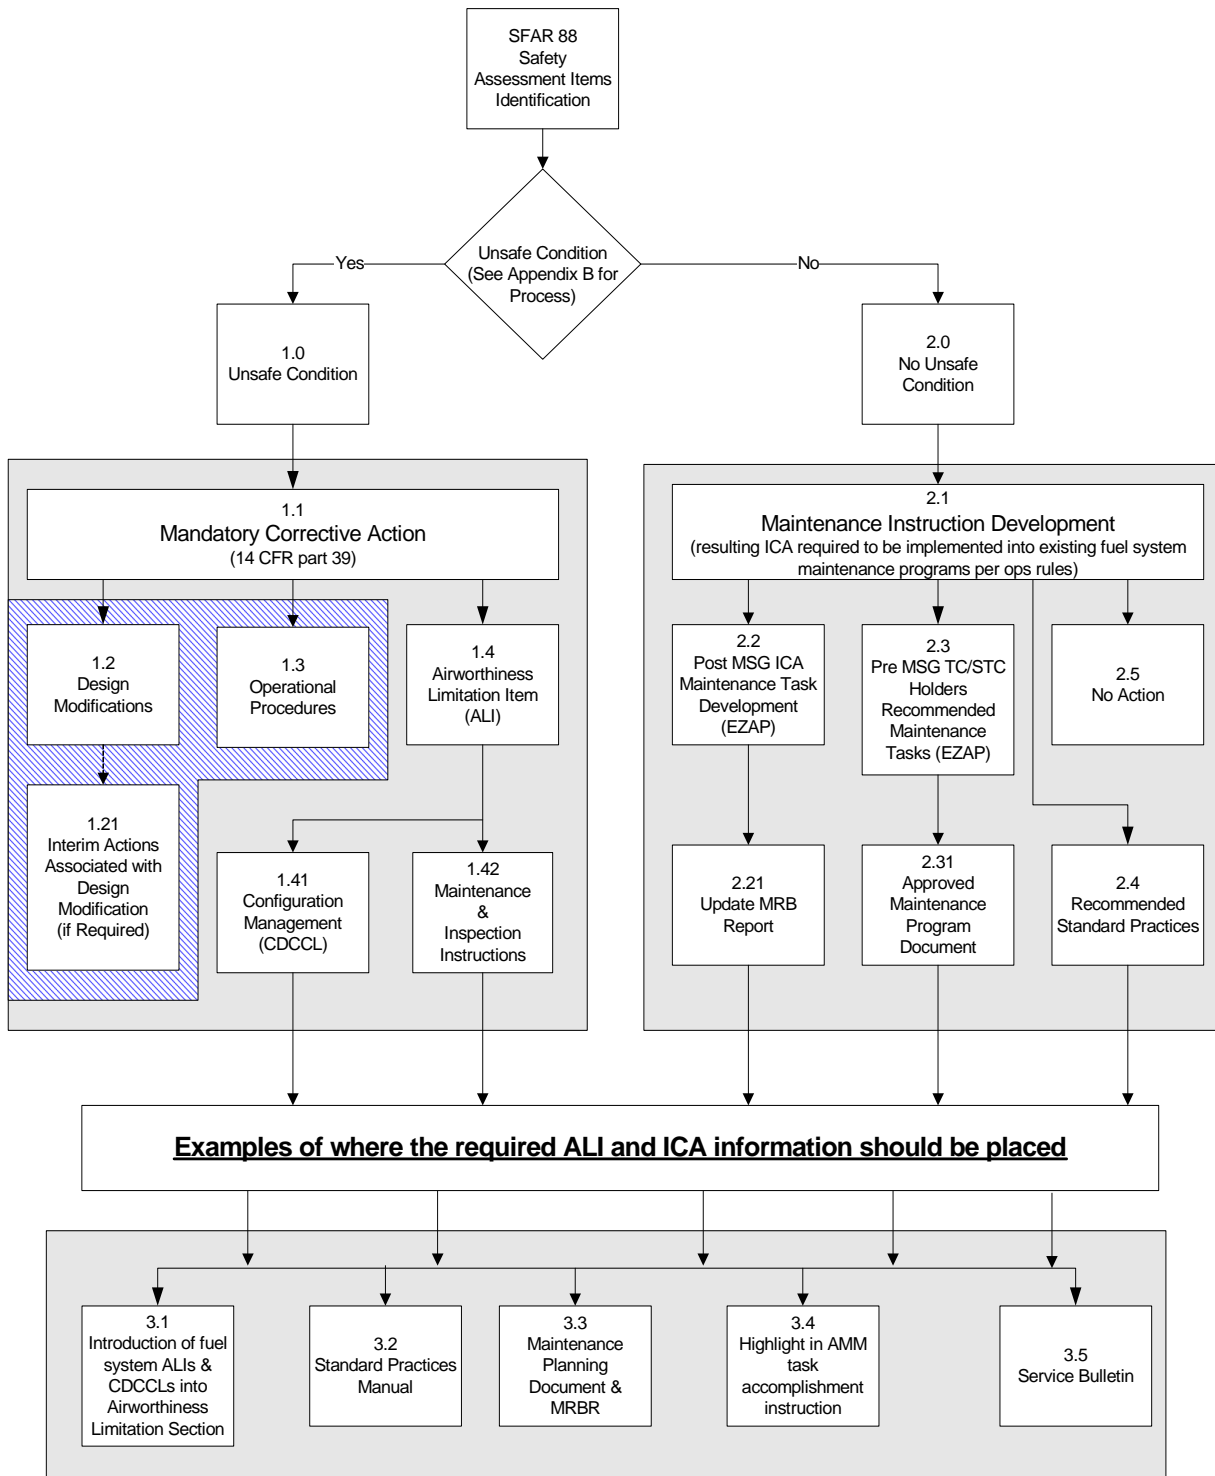 SFAR 88
Safety
Assessment Items
Identification
Unsafe Condition
(See Appendix B for
Process)
Yes
No
1.0
Unsafe Condition
2.0
No Unsafe
Condition
1.1
Mandatory Corrective Action
(14 CFR part 39)
2.1
Maintenance Instruction Development
(resulting ICA required to be implemented into existing fuel system
maintenance programs per ops rules)
1.2
Design
Modifications
1.3
Operational
Procedures
1.4
Airworthiness
Limitation Item
(ALI)
2.2
Post MSG ICA
Maintenance Task
Development
(EZAP)
2.3
Pre MSG TC/STC
Holders
Recommended
Maintenance
Tasks (EZAP)
2.5
No Action
1.21
Interim Actions
Associated with
Design
Modification
(if Required)
1.41
Configuration
Management
(CDCCL)
1.42
Maintenance
&
Inspection
Instructions
2.21
Update MRB
Report
2.31
Approved
Maintenance
Program
Document
2.4
Recommended
Standard Practices
Examples of where the required ALI and ICA information should be placed
3.1
Introduction of fuel
system ALIs &
CDCCLs into
Airworthiness
Limitation Section
3.2
Standard Practices
Manual
3.3
Maintenance
Planning
Document &
MRBR
3.4
Highlight in AMM
task
accomplishment
instruction
3.5
Service Bulletin